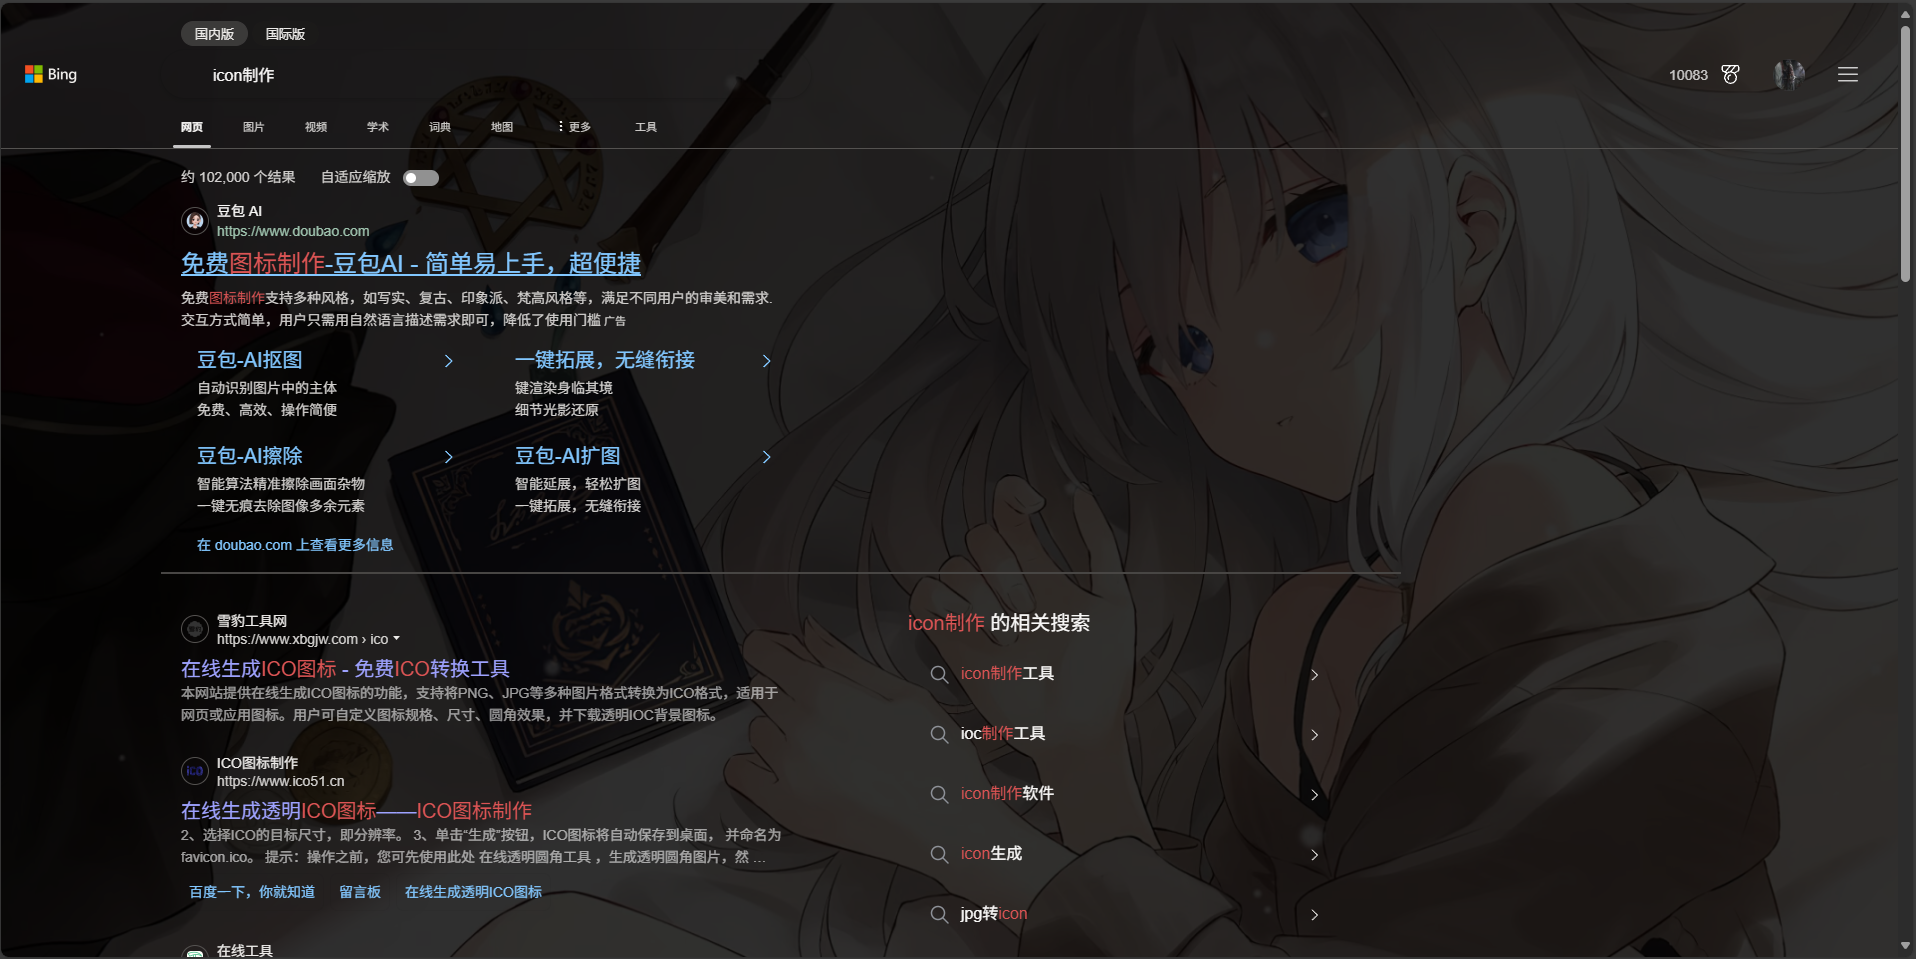 国内版 国际版
Bing
icon制作
10083
网页 图片 视频 学术 词典 地图 更多 工具
约 102,000 个结果 自适应缩放
豆包 AI
https://www.doubao.com
免费图标制作-豆包AI - 简单易上手，超便捷
免费图标制作支持多种风格，如写实、复古、印象派、梵高风格等，满足不同用户的审美和需求.
交互方式简单，用户只需用自然语言描述需求即可，降低了使用门槛 广告
豆包-AI抠图
自动识别图片中的主体
免费、高效、操作简便
一键拓展，无缝衔接
键渲染身临其境
细节光影还原
豆包-AI擦除
智能算法精准擦除画面杂物
一键无痕去除图像多余元素
豆包-AI扩图
智能延展，轻松扩图
一键拓展，无缝衔接
在 doubao.com 上查看更多信息
雪豹工具网
https://www.xbgjw.com › ico
在线生成ICO图标 - 免费ICO转换工具
本网站提供在线生成ICO图标的功能，支持将PNG、JPG等多种图片格式转换为ICO格式，适用于
网页或应用图标。用户可自定义图标规格、尺寸、圆角效果，并下载透明IOC背景图标。
ICO
ICO图标制作
https://www.ico51.cn
在线生成透明ICO图标——ICO图标制作
2、选择ICO的目标尺寸，即分辨率。 3、单击“生成”按钮，ICO图标将自动保存到桌面， 并命名为
favicon.ico。 提示：操作之前，您可先使用此处 在线透明圆角工具 ，生成透明圆角图片，然 …
百度一下，你就知道 留言板 在线生成透明ICO图标
在线工具
icon制作 的相关搜索
icon制作工具
ioc制作工具
icon制作软件
icon生成
jpg转icon